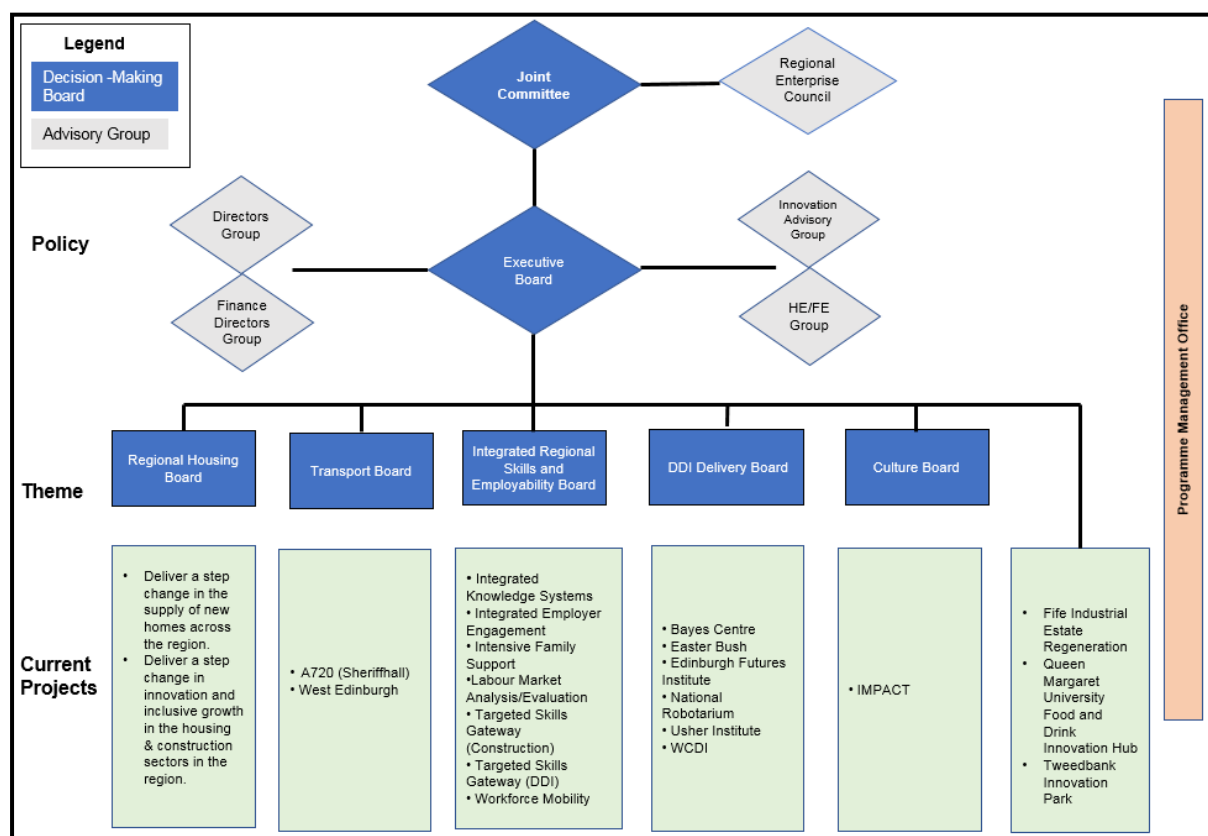 Legend
Decision -Making
Board
Advisory Group
Joint
Committee
Regional
Enterprise
Council
Policy
Directors
Group
Finance
Directors
Group
Executive
Board
Innovation
Advisory
Group
HE/FE
Group
Programme Management Office
Theme
Regional Housing
Board
Transport Board
Integrated Regional
Skills and
Employability Board
DDI Delivery Board
Culture Board
Current
Projects
• Deliver a step
change in the
supply of new
homes across
the region.
• Deliver a step
change in
innovation and
inclusive growth
in the housing
& construction
sectors in the
region.
• A720 (Sheriffhall)
• West Edinburgh
• Integrated
Knowledge Systems
• Integrated Employer
Engagement
• Intensive Family
Support
•Labour Market
Analysis/Evaluation
• Targeted Skills
Gateway
(Construction)
• Targeted Skills
Gateway (DDI)
• Workforce Mobility
• Bayes Centre
• Easter Bush
• Edinburgh Futures
Institute
• National
Robotarium
• Usher Institute
• WCDI
• IMPACT
• Fife Industrial
Estate
Regeneration
• Queen
Margaret
University
Food and
Drink
Innovation Hub
• Tweedbank
Innovation
Park